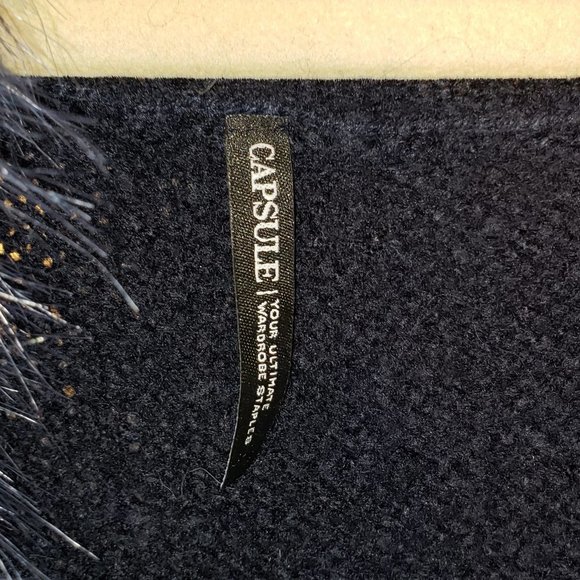 CAPSULE | YOUR ULTIMATE
WARDROBE STAPLES